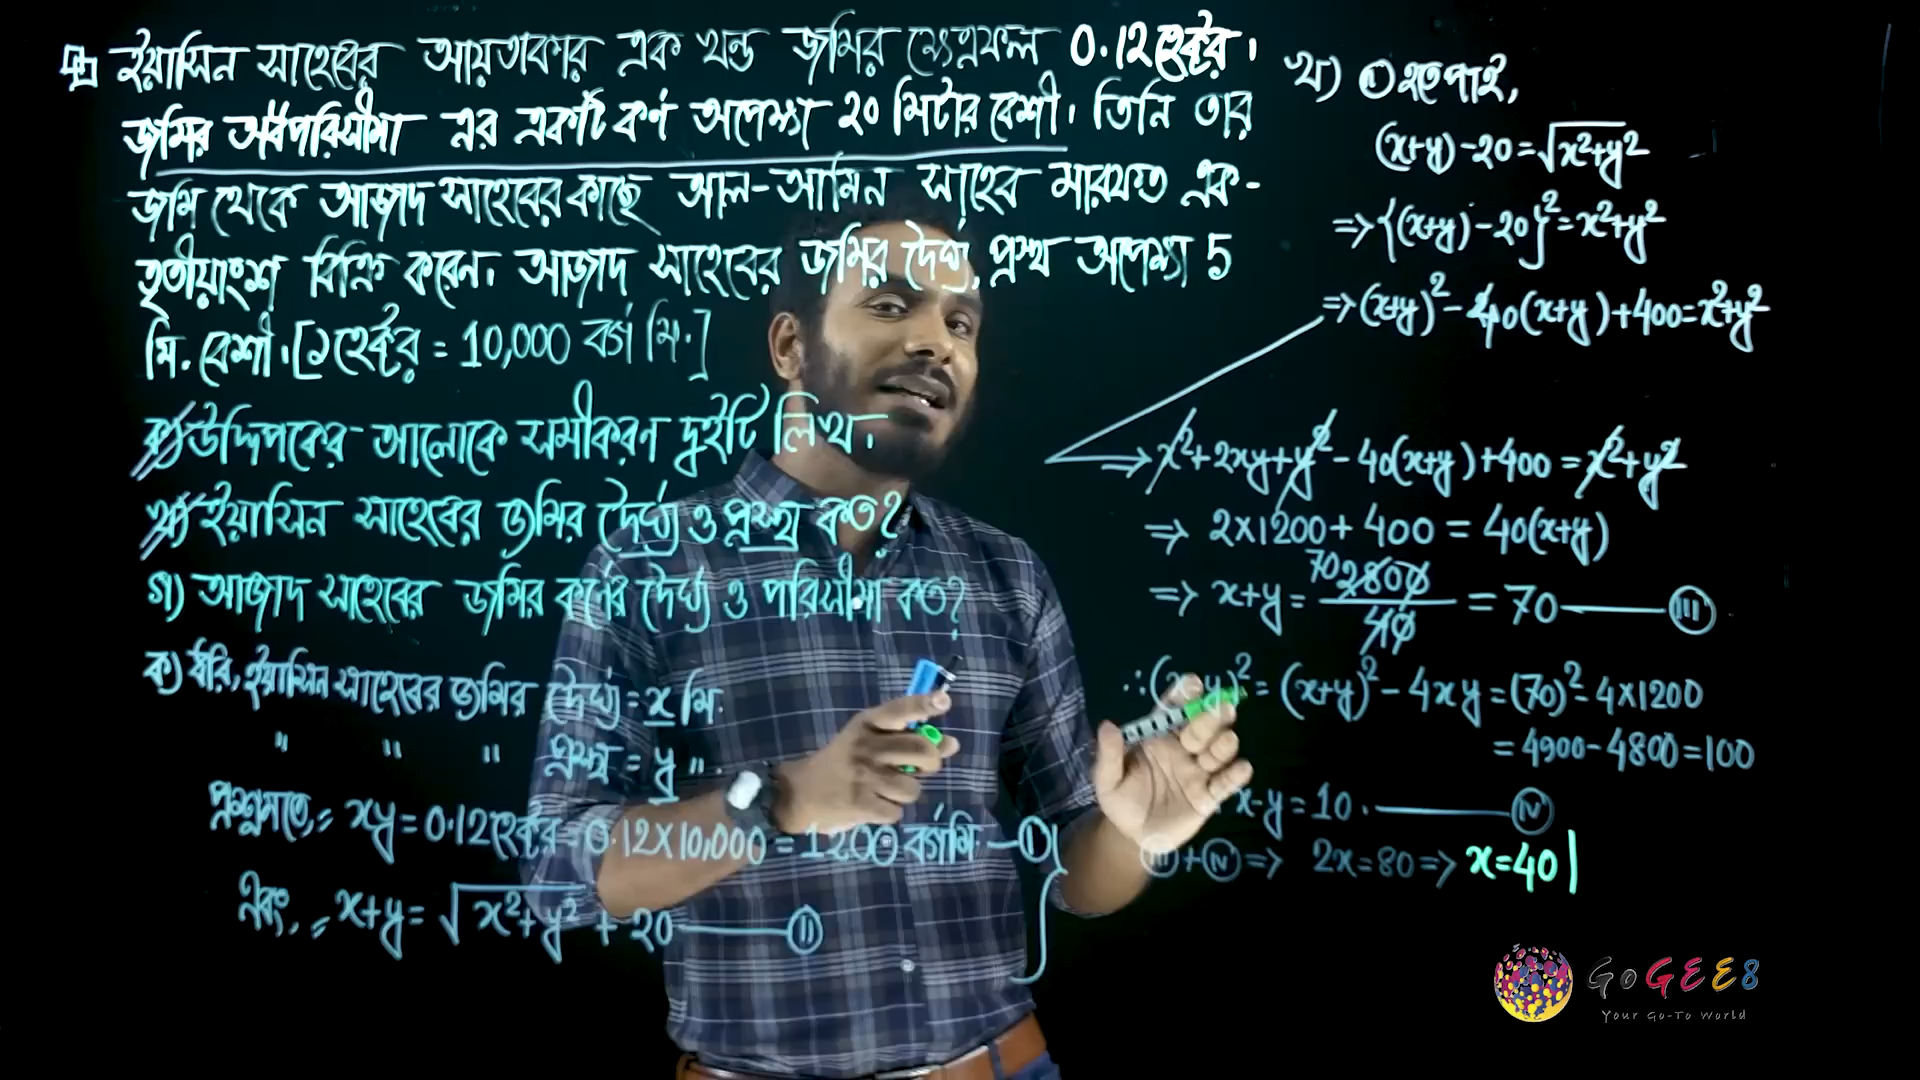 ইয়াসিন সাহেবের আয়তাকার এক খন্ড জমির ক্ষেত্রফল 0.12 হেক্টর।
জমির অর্ধপরিসীমা এর একটি কর্ণ অপেক্ষা ২০ মিটার বেশী। তিনি তার
জমি থেকে আজাদ সাহেবের কাছে আল-আমিন সাহেব মারফত এক-
তৃতীয়াংশ বিক্রি করেন। আজাদ সাহেবের জমির দৈর্ঘ্য, প্রস্থ অপেক্ষা 5
মি. বেশী। [১ হেক্টর = 10,000 বর্গ মি.]
ক) উদ্দিপকের আলোকে সমীকরণ দুইটি লিখ।
খ) ইয়াসিন সাহেবের জমির দৈর্ঘ্য ও প্রস্থ কত?
গ) আজাদ সাহেবের জমির কর্ণের দৈর্ঘ্য ও পরিসীমা কত?
ক) ধরি, ইয়াসিন সাহেবের জমির দৈর্ঘ্য = x মি.
" " " প্রস্থ = y "
প্রশ্নমতে, xy = 0.12 হেক্টর = 0.12×10,000 = 1200 বর্গমি — (I)
এবং, x+y = √x²+y² + 20 — (II)
খ) (II) হতে পাই,
(x+y) -20 = √x²+y²
=> {(x+y) -20}² = x²+y²
=> (x+y)² - 40(x+y) + 400 = x²+y²
=> x²+2xy+y² - 40(x+y) + 400 = x²+y²
=> 2×1200 + 400 = 40(x+y)
=> x+y = 70 2800/40 = 70 — (III)
∴ (x-y)² = (x+y)² - 4xy = (70)² - 4×1200
= 4900 - 4800 = 100
x-y = 10. — (IV)
(III)+(IV) => 2x = 80 => x = 40
GoGEE8
Your Go-To World